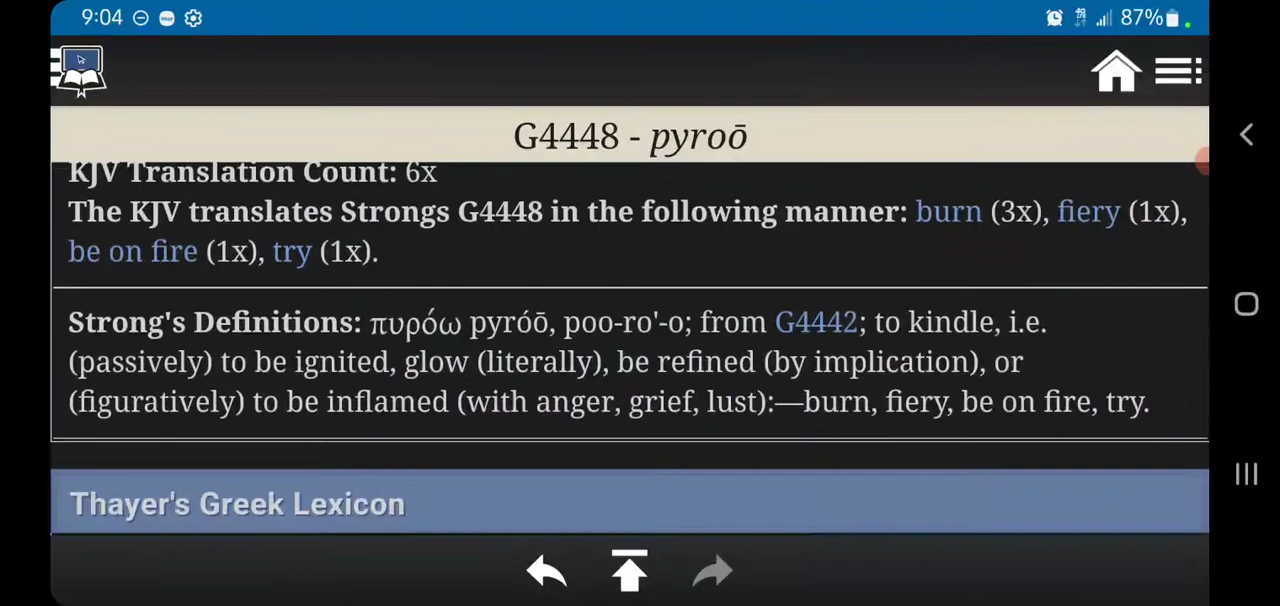 9:04 87%
G4448 - pyroō
KJV Translation Count: 6x
The KJV translates Strongs G4448 in the following manner: burn (3x), fiery (1x),
be on fire (1x), try (1x).
Strong's Definitions: πυρόω pyróō, poo-ro'-o; from G4442; to kindle, i.e.
(passively) to be ignited, glow (literally), be refined (by implication), or
(figuratively) to be inflamed (with anger, grief, lust):—burn, fiery, be on fire, try.
Thayer's Greek Lexicon